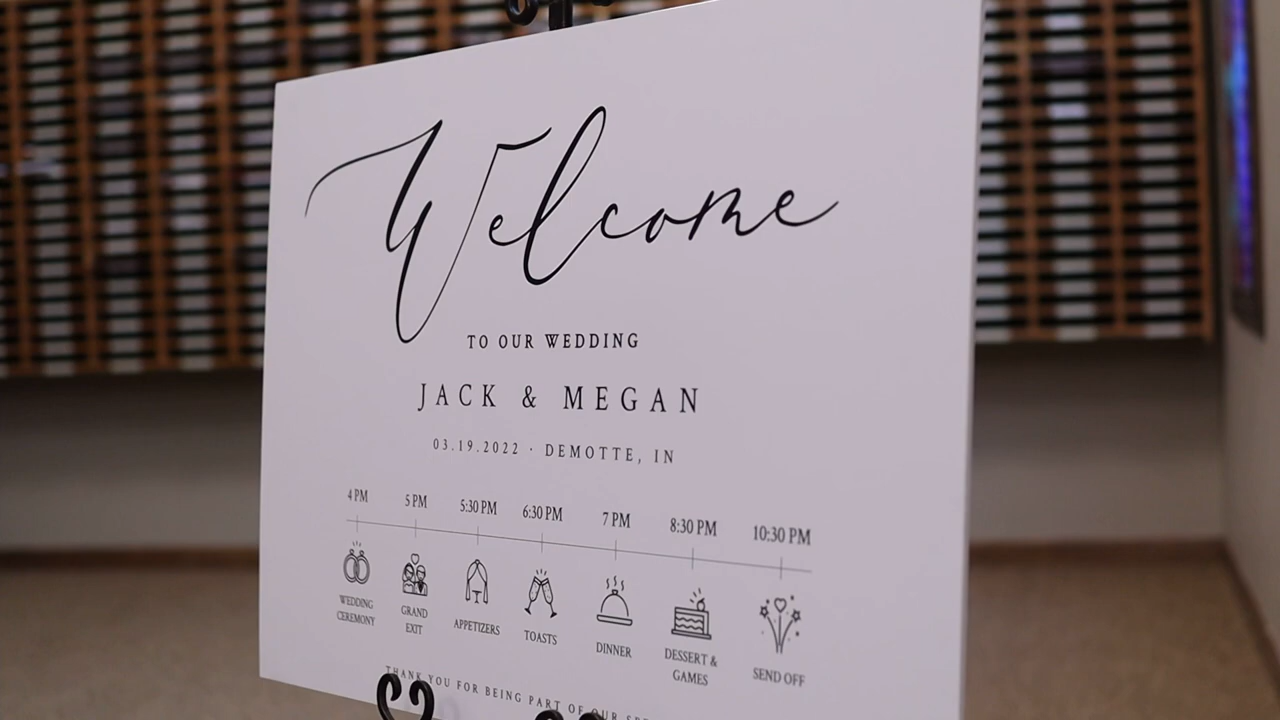 Welcome
TO OUR WEDDING
JACK & MEGAN
03.19.2022 · DEMOTTE, IN
4 PM 5 PM 5:30 PM 6:30 PM 7 PM 8:30 PM 10:30 PM
WEDDING CEREMONY
GRAND EXIT
APPETIZERS
TOASTS
DINNER
DESSERT & GAMES
SEND OFF
THANK YOU FOR BEING PART OF OUR